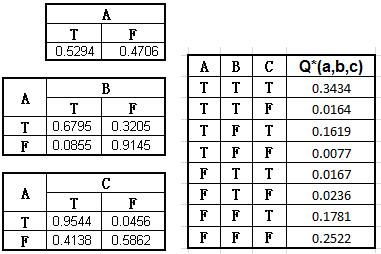 A
T F
0.5294 0.4706
A B
T F
T 0.6795 0.3205
F 0.0855 0.9145
A C
T F
T 0.9544 0.0456
F 0.4138 0.5862
A B C Q*(a,b,c)
T T T 0.3434
T T F 0.0164
T F T 0.1619
T F F 0.0077
F T T 0.0167
F T F 0.0236
F F T 0.1781
F F F 0.2522